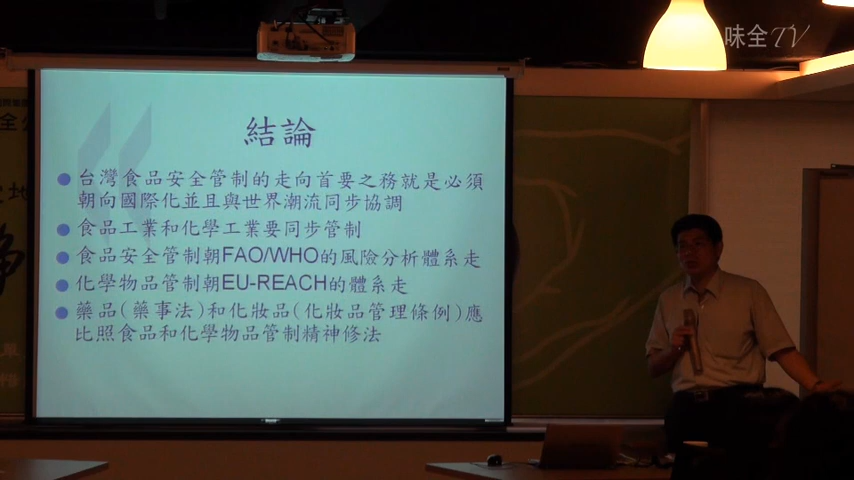 味全TV
結論
台灣食品安全管制的走向首要之務就是必須
朝向國際化並且與世界潮流同步協調
食品工業和化學工業要同步管制
食品安全管制朝FAO/WHO的風險分析體系走
化學物品管制朝EU-REACH的體系走
藥品(藥事法)和化妝品(化妝品管理條例)應
比照食品和化學物品管制精神修法